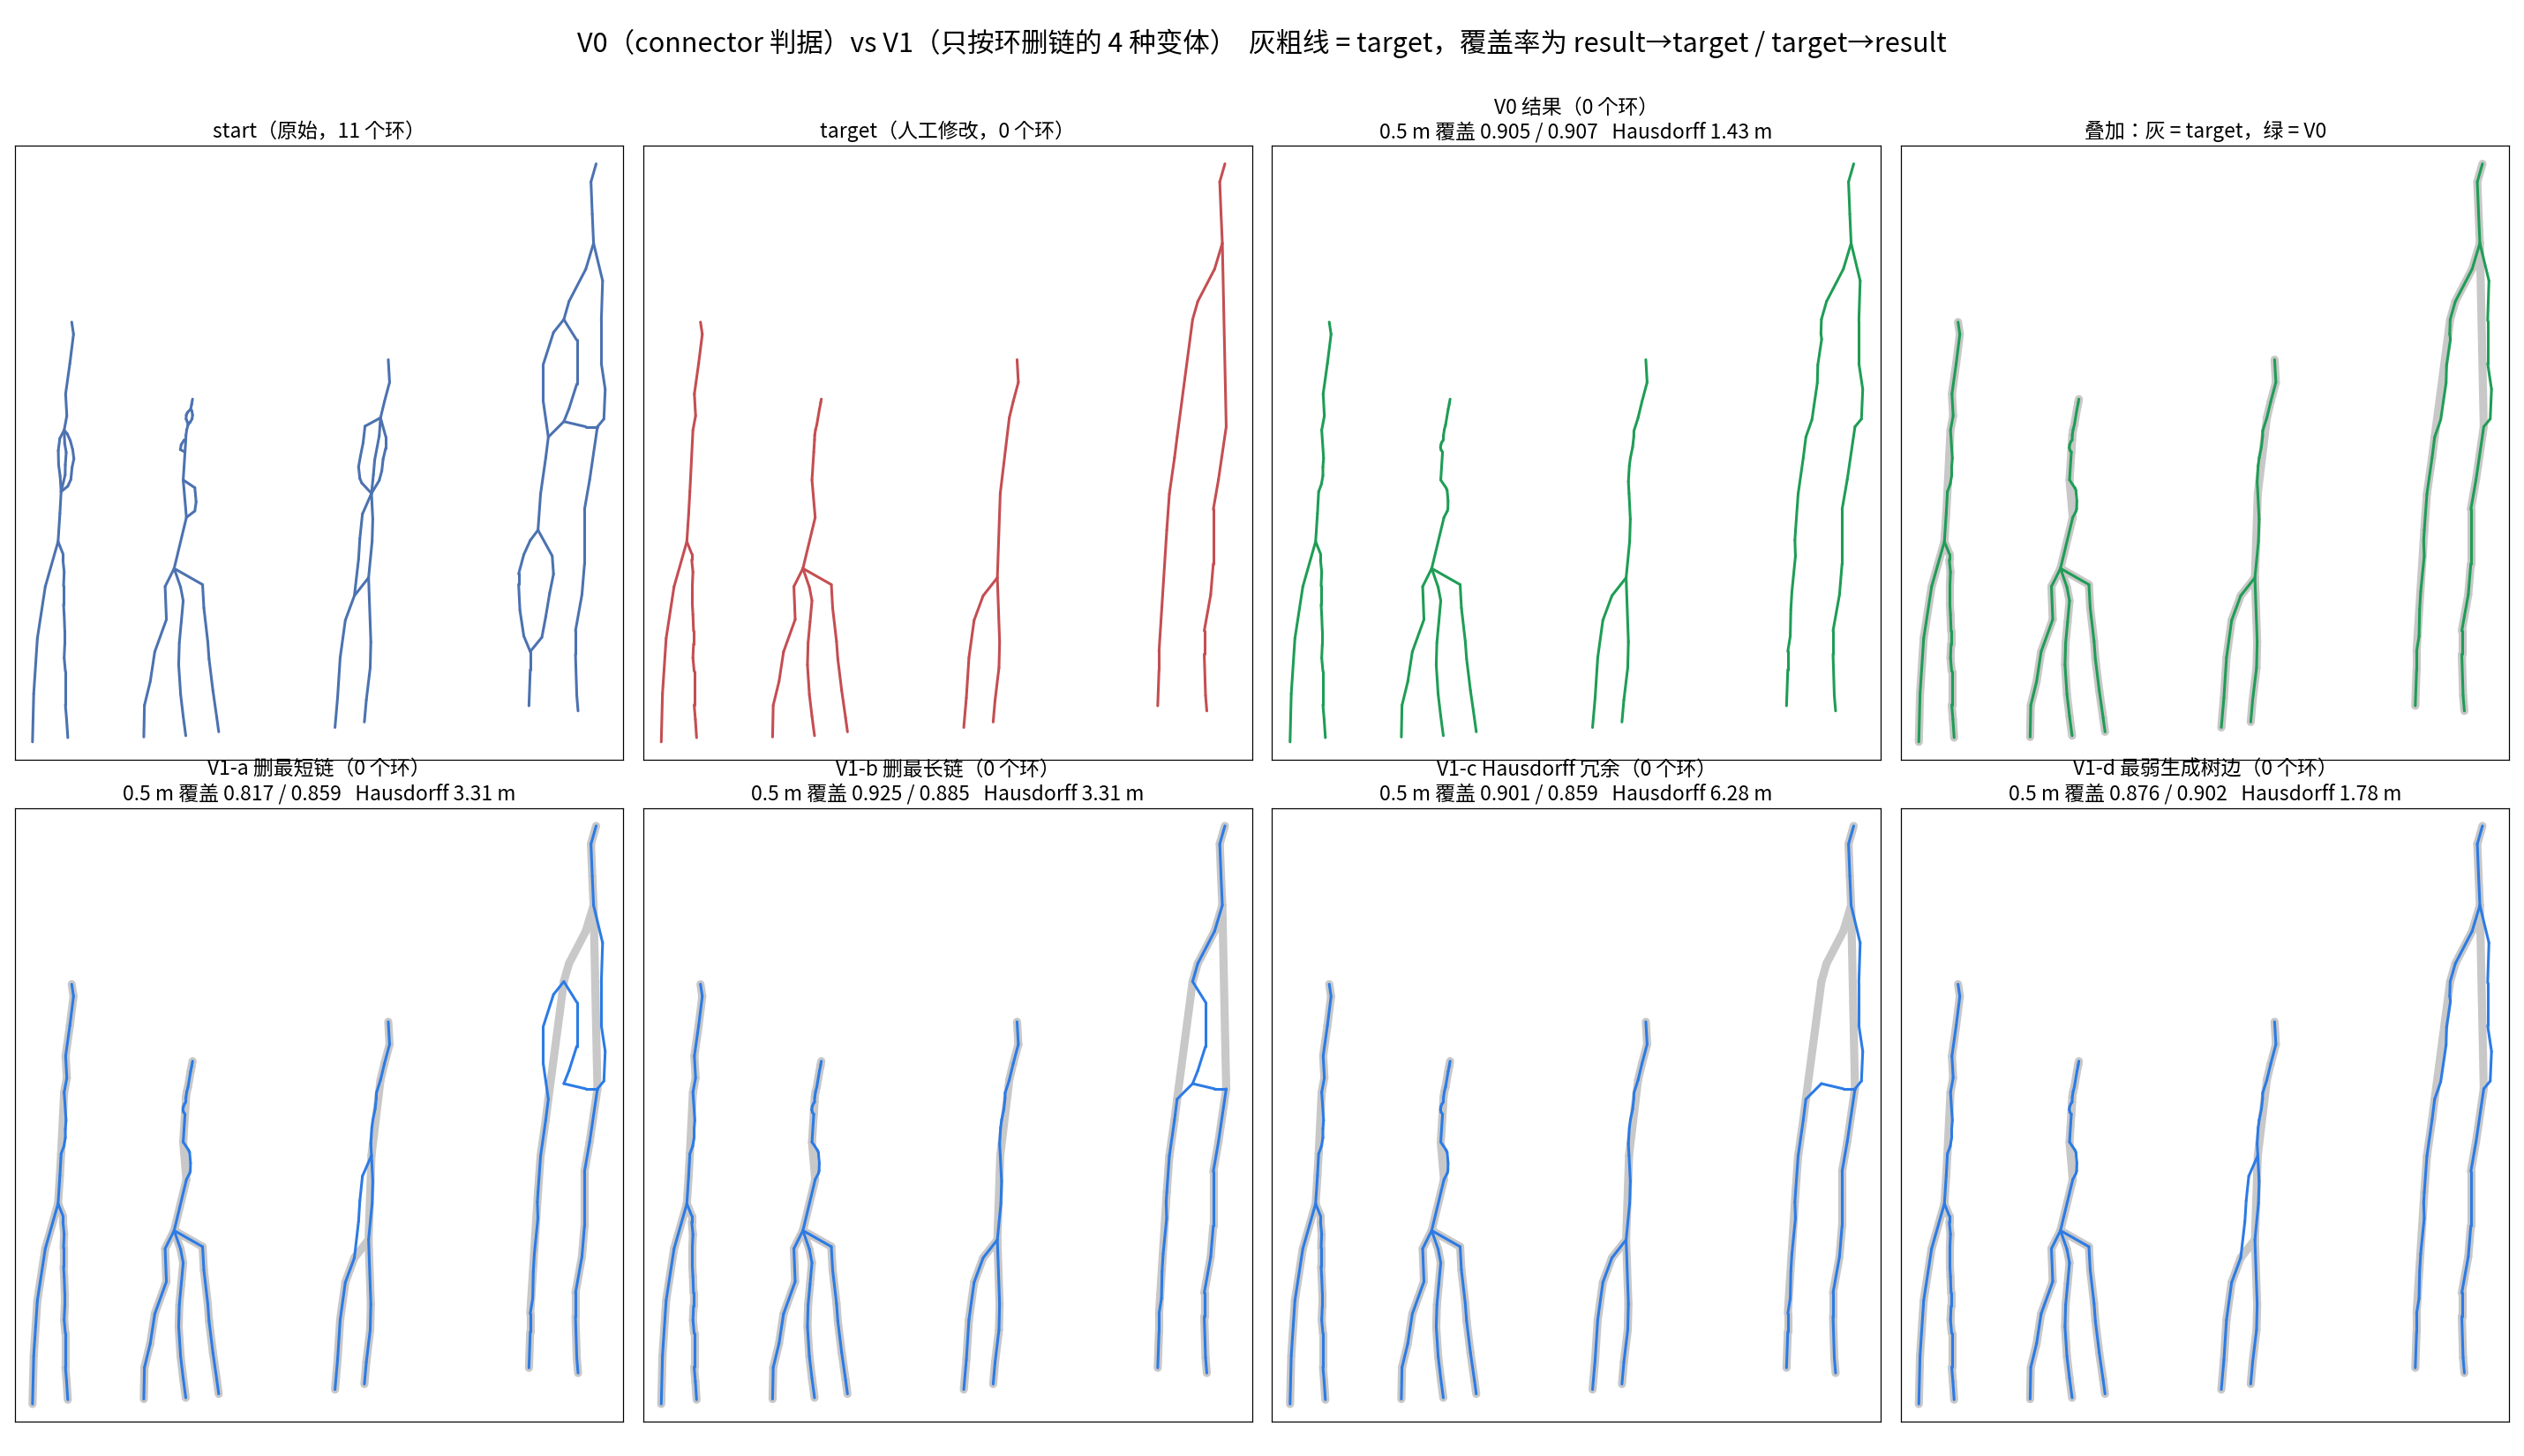 V0（connector 判据）vs V1（只按环删链的 4 种变体）  灰粗线 = target，覆盖率为 result→target / target→result
start（原始，11 个环）
target（人工修改，0 个环）
V0 结果（0 个环）
0.5 m 覆盖 0.905 / 0.907   Hausdorff 1.43 m
叠加：灰 = target，绿 = V0
V1-a 删最短链（0 个环）
0.5 m 覆盖 0.817 / 0.859   Hausdorff 3.31 m
V1-b 删最长链（0 个环）
0.5 m 覆盖 0.925 / 0.885   Hausdorff 3.31 m
V1-c Hausdorff 冗余（0 个环）
0.5 m 覆盖 0.901 / 0.859   Hausdorff 6.28 m
V1-d 最弱生成树边（0 个环）
0.5 m 覆盖 0.876 / 0.902   Hausdorff 1.78 m